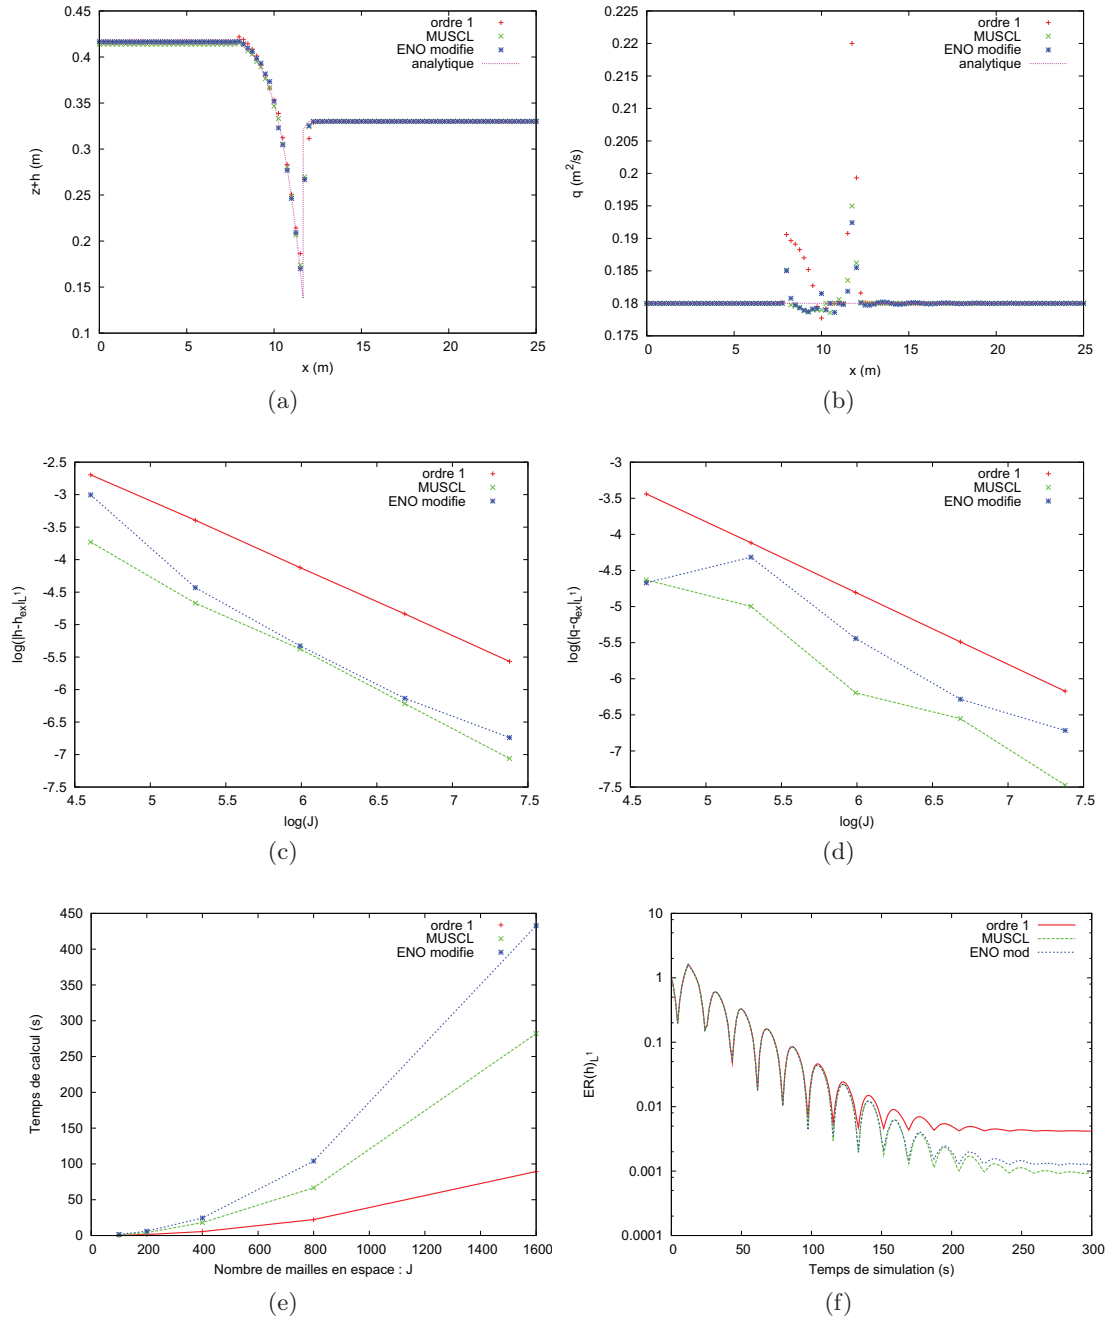 ordre 1
MUSCL
ENO modifie
analytique
0.45
0.4
0.35
0.3
0.25
0.2
0.15
0.1
z+h (m)
0
5
10
15
20
25
x (m)
(a)
ordre 1
MUSCL
ENO modifie
analytique
0.225
0.22
0.215
0.21
0.205
0.2
0.195
0.19
0.185
0.18
0.175
q (m²/s)
0
5
10
15
20
25
x (m)
(b)
ordre 1
MUSCL
ENO modifie
-2.5
-3
-3.5
-4
-4.5
-5
-5.5
-6
-6.5
-7
-7.5
log(|h-h_ex|_L¹)
4.5
5
5.5
6
6.5
7
7.5
log(J)
(c)
ordre 1
MUSCL
ENO modifie
-3
-3.5
-4
-4.5
-5
-5.5
-6
-6.5
-7
-7.5
log(|q-q_ex|_L¹)
4.5
5
5.5
6
6.5
7
7.5
log(J)
(d)
ordre 1
MUSCL
ENO modifie
450
400
350
300
250
200
150
100
50
0
Temps de calcul (s)
0
200
400
600
800
1000
1200
1400
1600
Nombre de mailles en espace : J
(e)
ordre 1
MUSCL
ENO mod
10
1
0.1
0.01
0.001
0.0001
ER(h)_L¹
0
50
100
150
200
250
300
Temps de simulation (s)
(f)